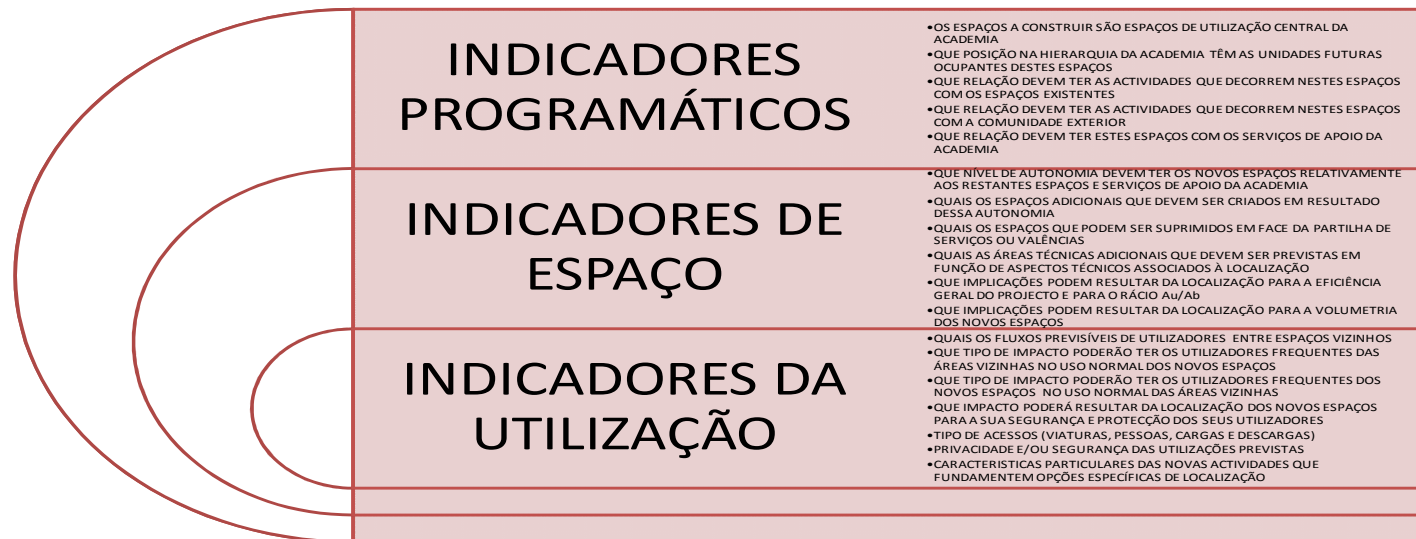 INDICADORES
PROGRAMÁTICOS
•OS ESPAÇOS A CONSTRUIR SÃO ESPAÇOS DE UTILIZAÇÃO CENTRAL DA
ACADEMIA
•QUE POSIÇÃO NA HIERARQUIA DA ACADEMIA TÊM AS UNIDADES FUTURAS
OCUPANTES DESTES ESPAÇOS
•QUE RELAÇÃO DEVEM TER AS ACTIVIDADES QUE DECORREM NESTES ESPAÇOS
COM OS ESPAÇOS EXISTENTES
•QUE RELAÇÃO DEVEM TER AS ACTIVIDADES QUE DECORREM NESTES ESPAÇOS
COM A COMUNIDADE EXTERIOR
•QUE RELAÇÃO DEVEM TER ESTES ESPAÇOS COM OS SERVIÇOS DE APOIO DA
ACADEMIA
INDICADORES DE
ESPAÇO
•QUE NÍVEL DE AUTONOMIA DEVEM TER OS NOVOS ESPAÇOS RELATIVAMENTE
AOS RESTANTES ESPAÇOS E SERVIÇOS DE APOIO DA ACADEMIA
•QUAIS OS ESPAÇOS ADICIONAIS QUE DEVEM SER CRIADOS EM RESULTADO
DESSA AUTONOMIA
•QUAIS OS ESPAÇOS QUE PODEM SER SUPRIMIDOS EM FACE DA PARTILHA DE
SERVIÇOS OU VALÊNCIAS
•QUAIS AS ÁREAS TÉCNICAS ADICIONAIS QUE DEVEM SER PREVISTAS EM
FUNÇÃO DE ASPECTOS TÉCNICOS ASSOCIADOS À LOCALIZAÇÃO
•QUE IMPLICAÇÕES PODEM RESULTAR DA LOCALIZAÇÃO PARA A EFICIÊNCIA
GERAL DO PROJECTO E PARA O RÁCIO Au/Ab
•QUE IMPLICAÇÕES PODEM RESULTAR DA LOCALIZAÇÃO PARA A VOLUMETRIA
DOS NOVOS ESPAÇOS
INDICADORES DA
UTILIZAÇÃO
•QUAIS OS FLUXOS PREVISÍVEIS DE UTILIZADORES ENTRE ESPAÇOS VIZINHOS
•QUE TIPO DE IMPACTO PODERÃO TER OS UTILIZADORES FREQUENTES DAS
ÁREAS VIZINHAS NO USO NORMAL DOS NOVOS ESPAÇOS
•QUE TIPO DE IMPACTO PODERÃO TER OS UTILIZADORES FREQUENTES DOS
NOVOS ESPAÇOS NO USO NORMAL DAS ÁREAS VIZINHAS
•QUE IMPACTO PODERÁ RESULTAR DA LOCALIZAÇÃO DOS NOVOS ESPAÇOS
PARA A SUA SEGURANÇA E PROTECÇÃO DOS SEUS UTILIZADORES
•TIPO DE ACESSOS (VIATURAS, PESSOAS, CARGAS E DESCARGAS)
•PRIVACIDADE E/OU SEGURANÇA DAS UTILIZAÇÕES PREVISTAS
•CARACTERISTICAS PARTICULARES DAS NOVAS ACTIVIDADES QUE
FUNDAMENTEM OPÇÕES ESPECÍFICAS DE LOCALIZAÇÃO